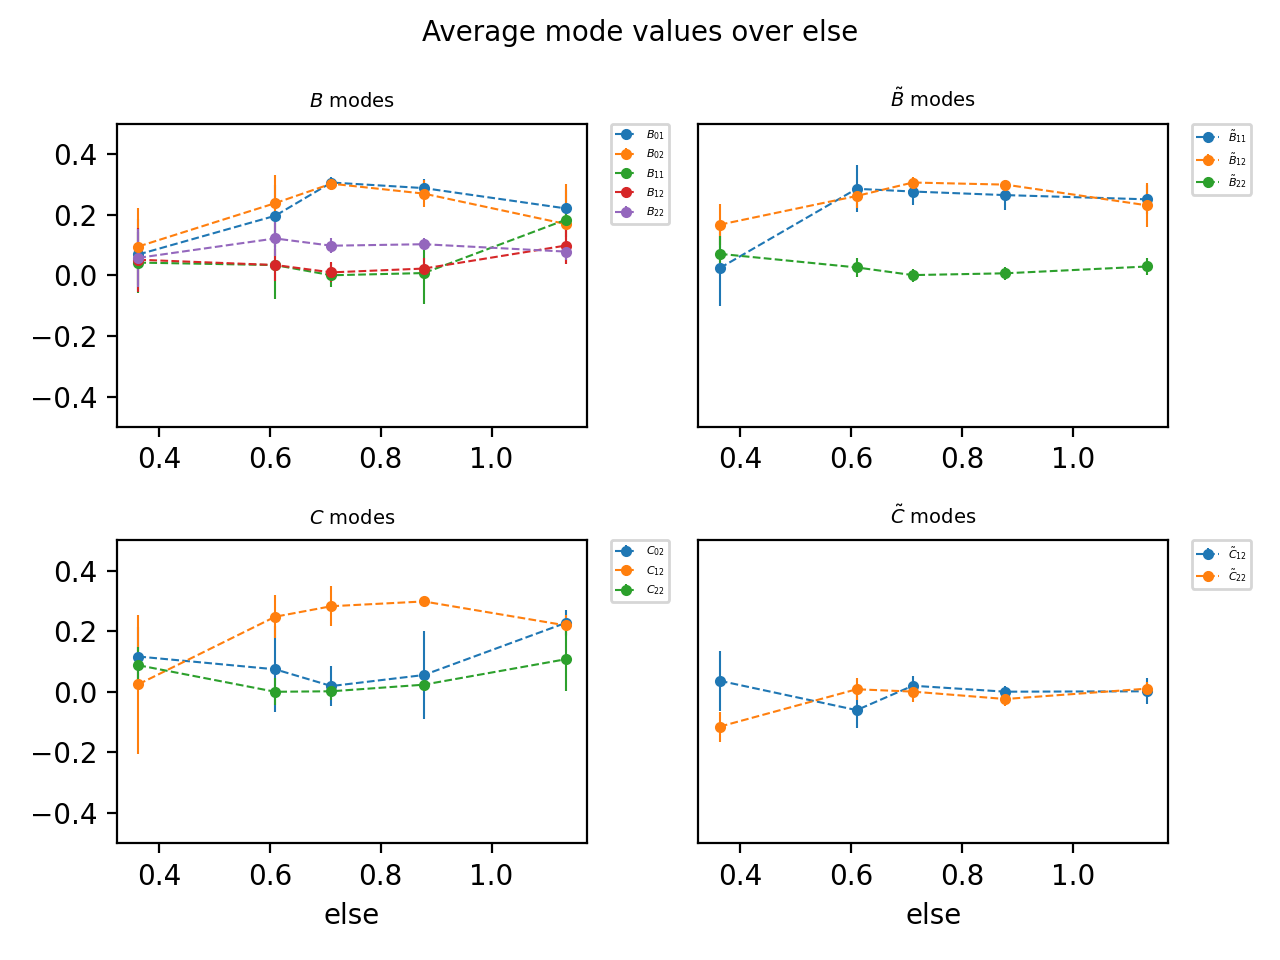 Average mode values over else
B modes
B̃ modes
0.4
0.2
0.0
−0.2
−0.4
0.4 0.6 0.8 1.0
B01
B02
B11
B12
B22
0.4 0.6 0.8 1.0
B̃11
B̃12
B̃22
C modes
C̃ modes
0.4
0.2
0.0
−0.2
−0.4
0.4 0.6 0.8 1.0
else
C02
C12
C22
0.4 0.6 0.8 1.0
else
C̃12
C̃22